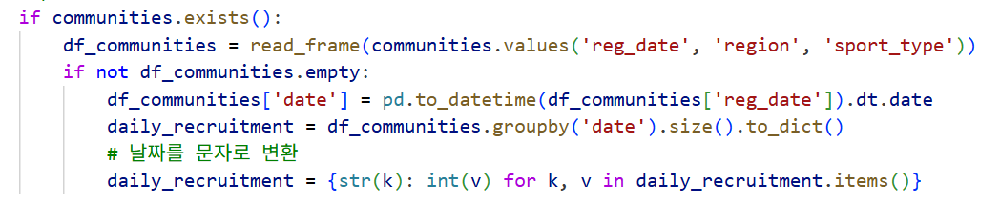 if communities.exists():
    df_communities = read_frame(communities.values('reg_date', 'region', 'sport_type'))
    if not df_communities.empty:
        df_communities['date'] = pd.to_datetime(df_communities['reg_date']).dt.date
        daily_recruitment = df_communities.groupby('date').size().to_dict()
        # 날짜를 문자로 변환
        daily_recruitment = {str(k): int(v) for k, v in daily_recruitment.items()}